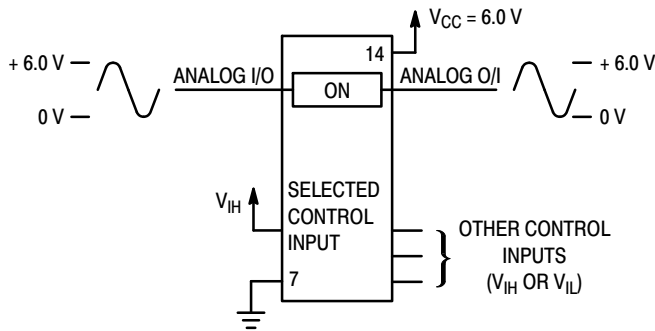 V_CC = 6.0 V
14
+ 6.0 V
ANALOG I/O
ON
ANALOG O/I
+ 6.0 V
0 V
0 V
V_IH
SELECTED
CONTROL
INPUT
7
OTHER CONTROL
INPUTS
(V_IH OR V_IL)